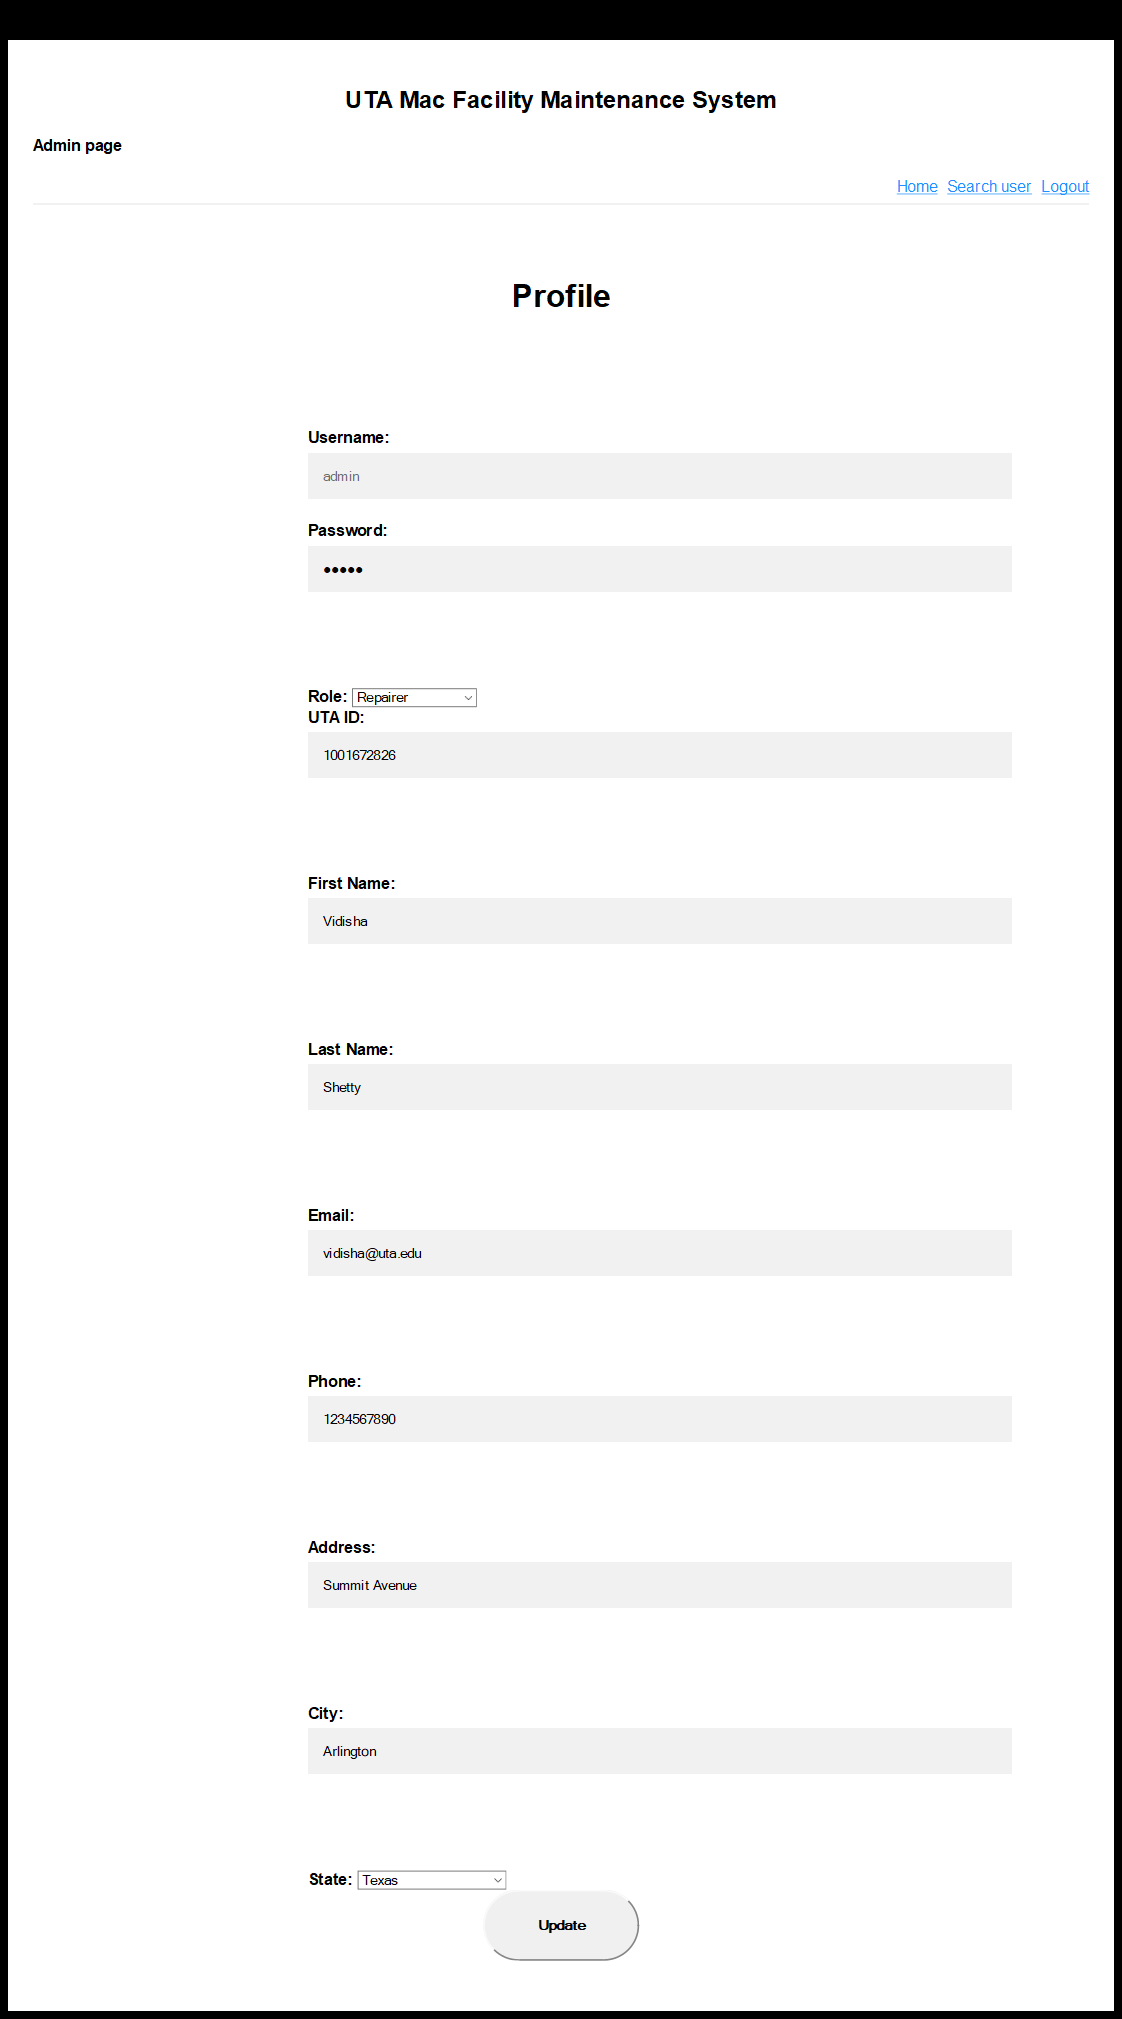 UTA Mac Facility Maintenance System
Admin page
Home Search user Logout
Profile
Username:
admin
Password:
●●●●●
Role: Repairer
UTA ID:
1001672826
First Name:
Vidisha
Last Name:
Shetty
Email:
vidisha@uta.edu
Phone:
1234567890
Address:
Summit Avenue
City:
Arlington
State: Texas
Update